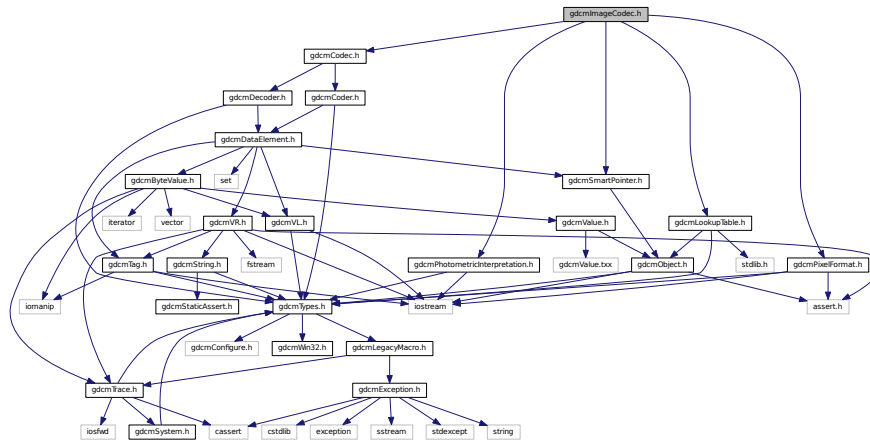 gdcmImageCodec.h
gdcmCodec.h
gdcmDecoder.h
gdcmCoder.h
gdcmDataElement.h
gdcmByteValue.h
set
gdcmSmartPointer.h
iterator
vector
gdcmVR.h
gdcmVL.h
gdcmValue.h
gdcmLookupTable.h
gdcmTag.h
gdcmString.h
fstream
gdcmPhotometricInterpretation.h
gdcmValue.txx
gdcmObject.h
stdlib.h
gdcmPixelFormat.h
iomanip
gdcmStaticAssert.h
gdcmTypes.h
iostream
assert.h
gdcmConfigure.h
gdcmWin32.h
gdcmLegacyMacro.h
gdcmTrace.h
gdcmException.h
iosfwd
gdcmSystem.h
cassert
cstdlib
exception
sstream
stdexcept
string